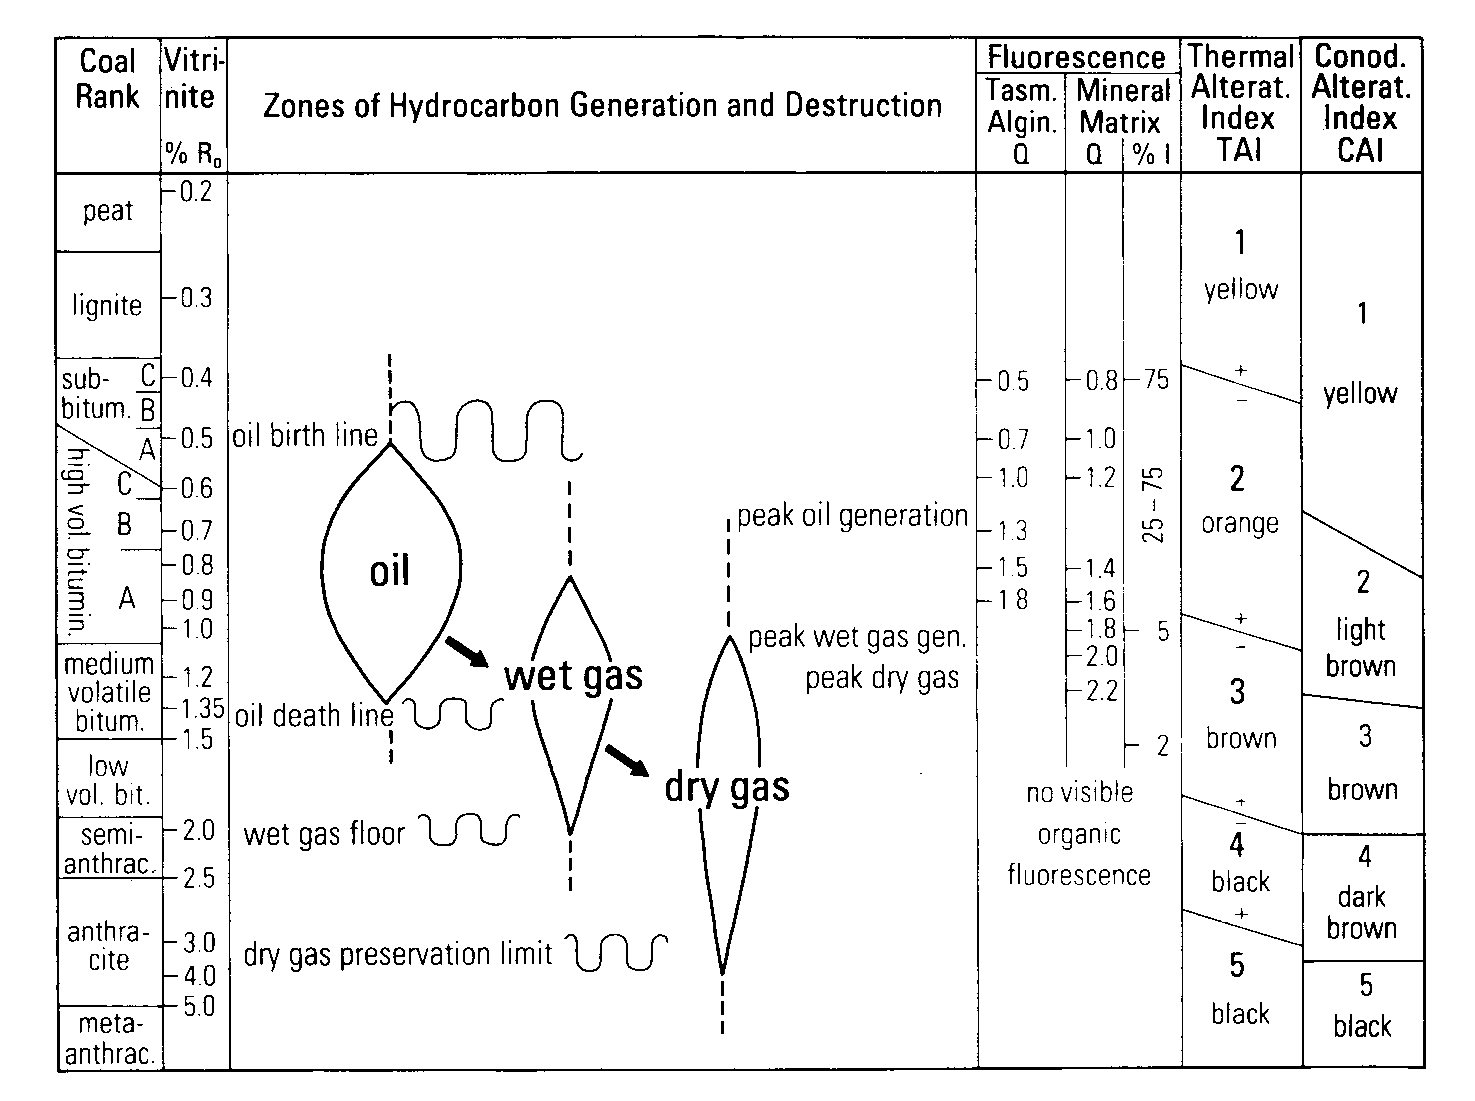 Coal
Rank
Vitri-
nite
% Ro
Zones of Hydrocarbon Generation and Destruction
Fluorescence
Tasm.
Algin.
Q
Mineral
Matrix
Q
% I
Thermal
Alterat.
Index
TAI
Conod.
Alterat.
Index
CAI
peat
lignite
sub-
bitum.
C
B
A
high vol. bitumin.
C
B
A
medium
volatile
bitum.
low
vol. bit.
semi-
anthrac.
anthra-
cite
meta-
anthrac.
0.2
0.3
0.4
0.5
0.6
0.7
0.8
0.9
1.0
1.2
1.35
1.5
2.0
2.5
3.0
4.0
5.0
oil birth line
oil
oil death line
wet gas
wet gas floor
dry gas
dry gas preservation limit
peak oil generation
peak wet gas gen.
peak dry gas
0.5
0.7
1.0
1.3
1.5
1 8
0.8
1.0
1.2
1.4
1.6
1.8
2.0
2.2
75
25 – 75
5
2
no visible
organic
fluorescence
1
yellow
+
–
2
orange
+
–
3
brown
+
–
4
black
+
–
5
black
1
yellow
2
light
brown
3
brown
4
dark
brown
5
black